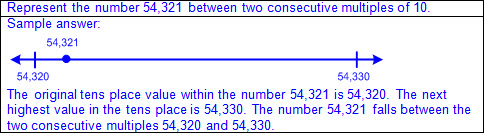 Represent the number 54,321 between two consecutive multiples of 10.
Sample answer:
54,321
54,320 54,330
The original tens place value within the number 54,321 is 54,320. The next
highest value in the tens place is 54,330. The number 54,321 falls between the
two consecutive multiples 54,320 and 54,330.